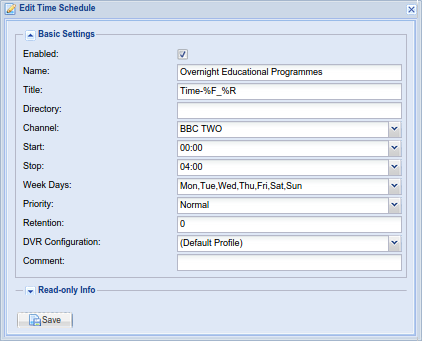 Edit Time Schedule
Basic Settings
Enabled:
Name: Overnight Educational Programmes
Title: Time-%F_%R
Directory:
Channel: BBC TWO
Start: 00:00
Stop: 04:00
Week Days: Mon,Tue,Wed,Thu,Fri,Sat,Sun
Priority: Normal
Retention: 0
DVR Configuration: (Default Profile)
Comment:
Read-only Info
Save